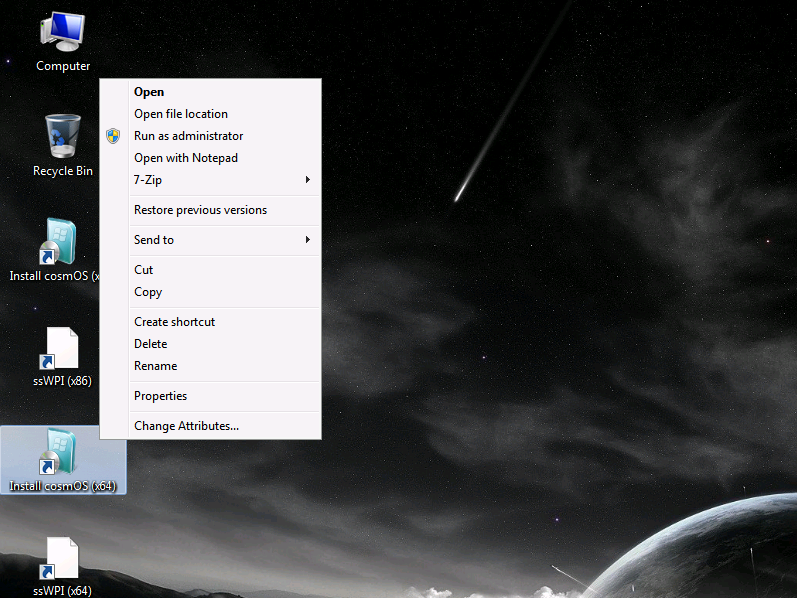 Computer
Recycle Bin
Install cosmOS (x
ssWPI (x86)
Install cosmOS (x64)
ssWPI (x64)
Open
Open file location
Run as administrator
Open with Notepad
7-Zip
Restore previous versions
Send to
Cut
Copy
Create shortcut
Delete
Rename
Properties
Change Attributes...